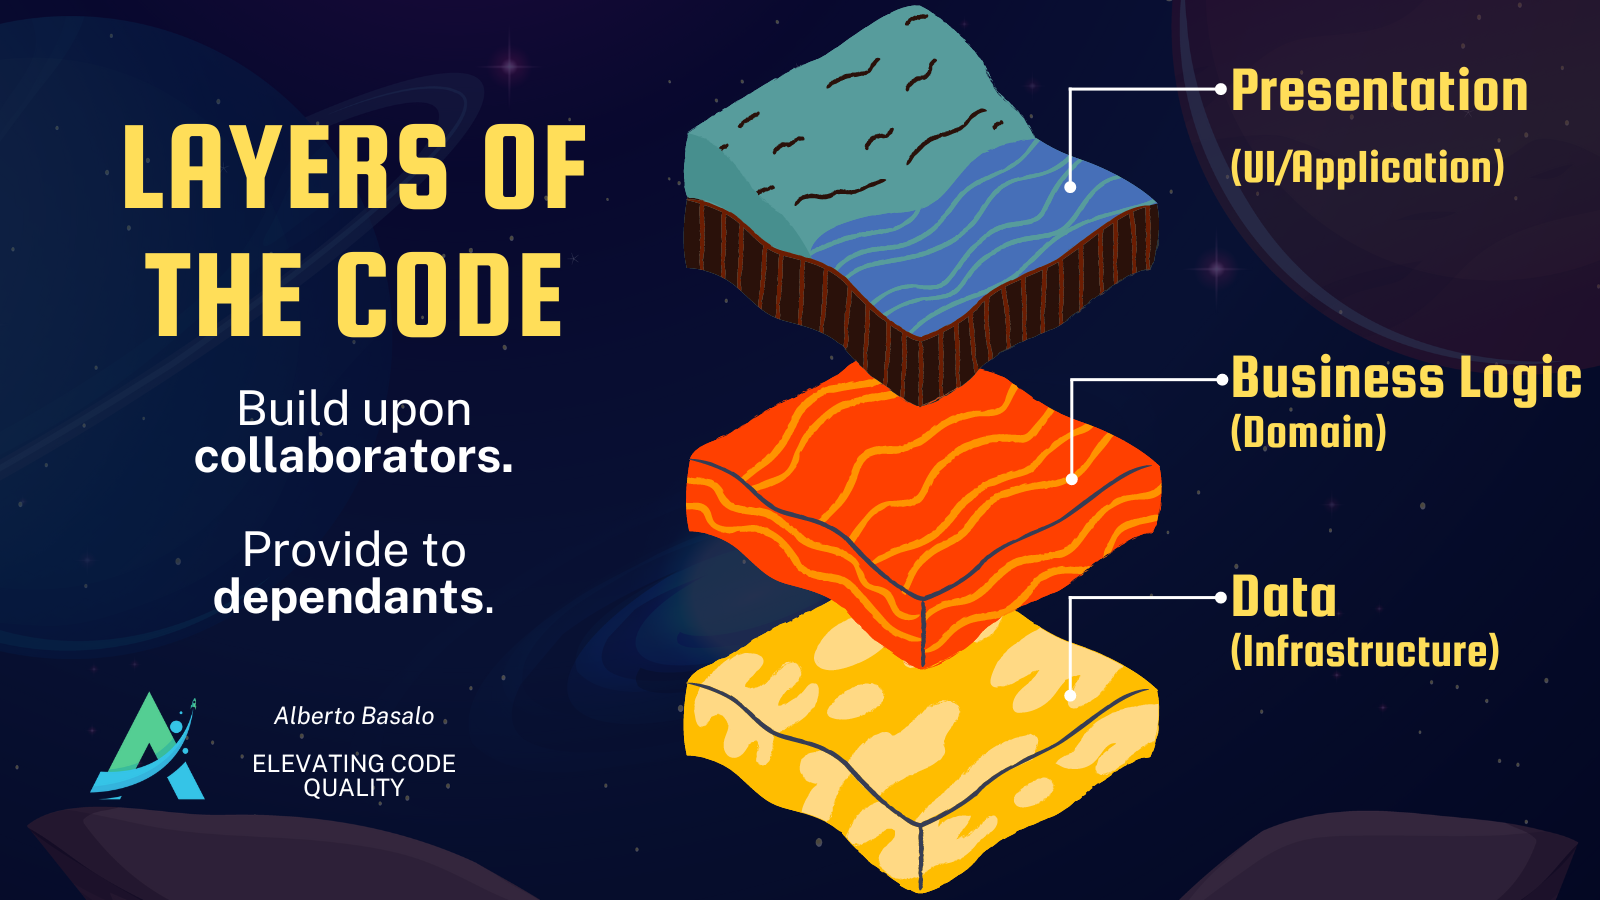 LAYERS OF
THE CODE
Build upon
collaborators.
Provide to
dependants.
Alberto Basalo
ELEVATING CODE
QUALITY
Presentation
(UI/Application)
Business Logic
(Domain)
Data
(Infrastructure)